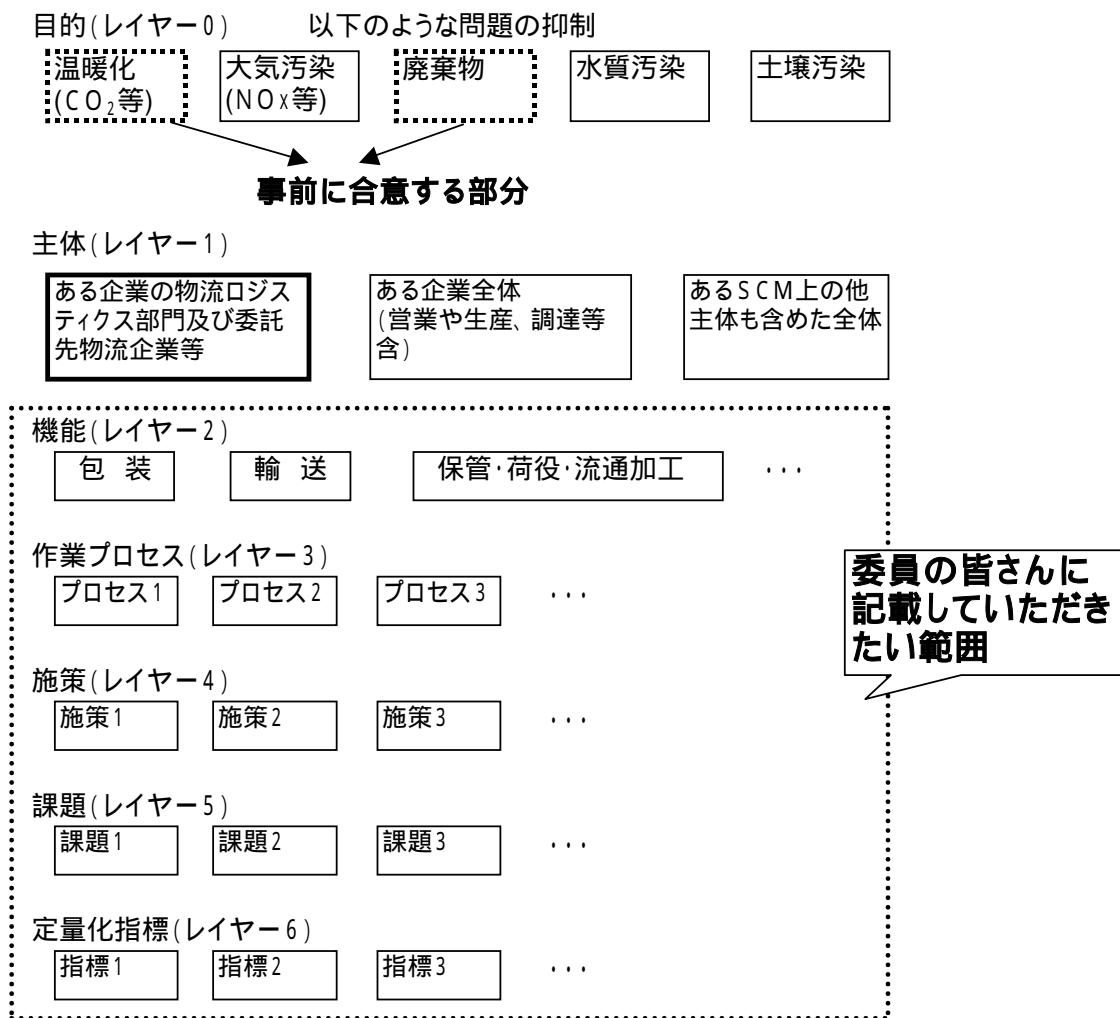 目的(レイヤー0) 以下のような問題の抑制
温暖化
(CO₂等)
大気汚染
(NOx等)
廃棄物
水質汚染
土壌汚染
事前に合意する部分
主体(レイヤー1)
ある企業の物流ロジス
ティクス部門及び委託
先物流企業等
ある企業全体
(営業や生産、調達等
含)
あるSCM上の他
主体も含めた全体
機能(レイヤー2)
包 装 輸 送 保管・荷役・流通加工 ・・・
作業プロセス(レイヤー3)
プロセス1 プロセス2 プロセス3 ・・・
委員の皆さんに
記載していただき
たい範囲
施策(レイヤー4)
施策1 施策2 施策3 ・・・
課題(レイヤー5)
課題1 課題2 課題3 ・・・
定量化指標(レイヤー6)
指標1 指標2 指標3 ・・・